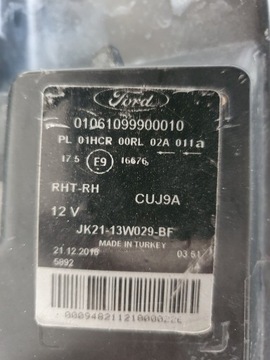 Ford
01061099900010
PL 01HCR 00RL 02A 011a
17.5 E9 16676
RHT-RH CUJ9A
12 V
JK21-13W029-BF
MADE IN TURKEY
21.12.2018 03 51
5892